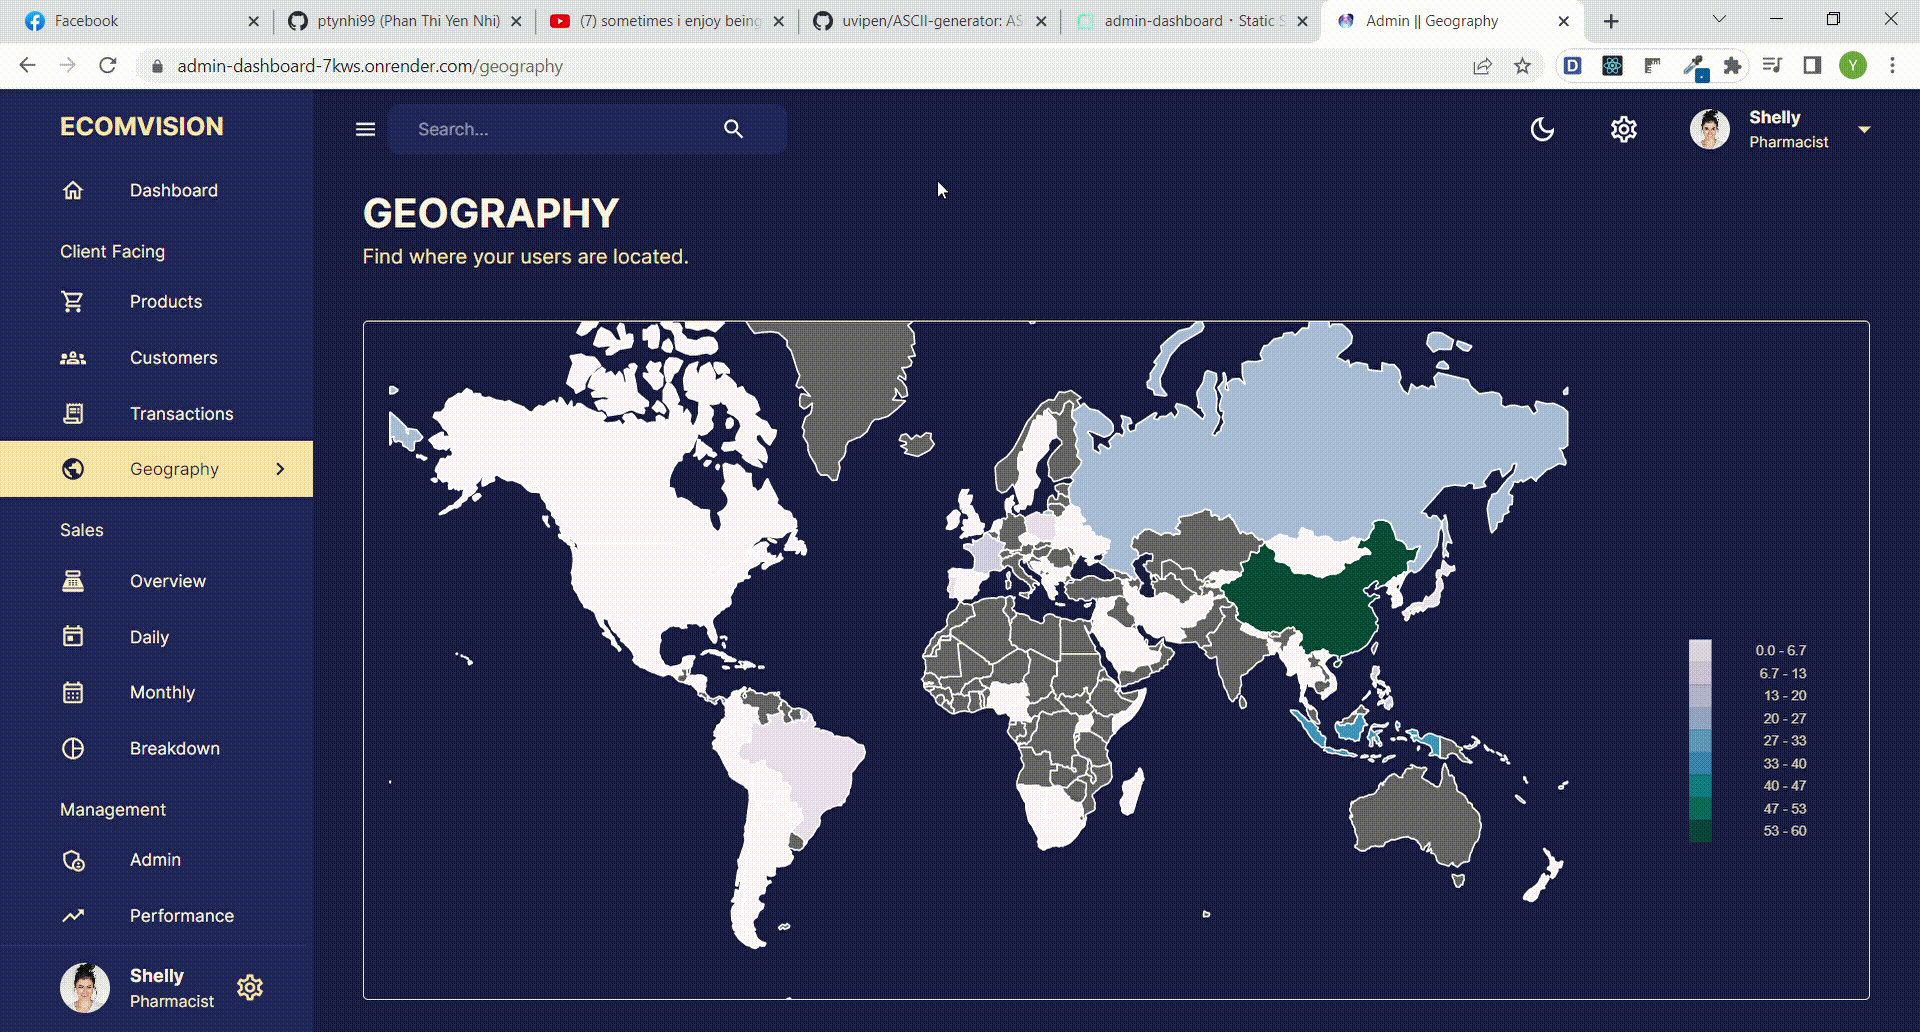 Facebook
ptynhi99 (Phan Thi Yen Nhi)
(7) sometimes i enjoy being
uvipen/ASCII-generator: AS
admin-dashboard · Static S
Admin || Geography
admin-dashboard-7kws.onrender.com/geography
Y
ECOMVISION
Search...
Shelly
Pharmacist
Dashboard
Client Facing
Products
Customers
Transactions
Geography
Sales
Overview
Daily
Monthly
Breakdown
Management
Admin
Performance
Shelly
Pharmacist
GEOGRAPHY
Find where your users are located.
0.0 - 6.7
6.7 - 13
13 - 20
20 - 27
27 - 33
33 - 40
40 - 47
47 - 53
53 - 60